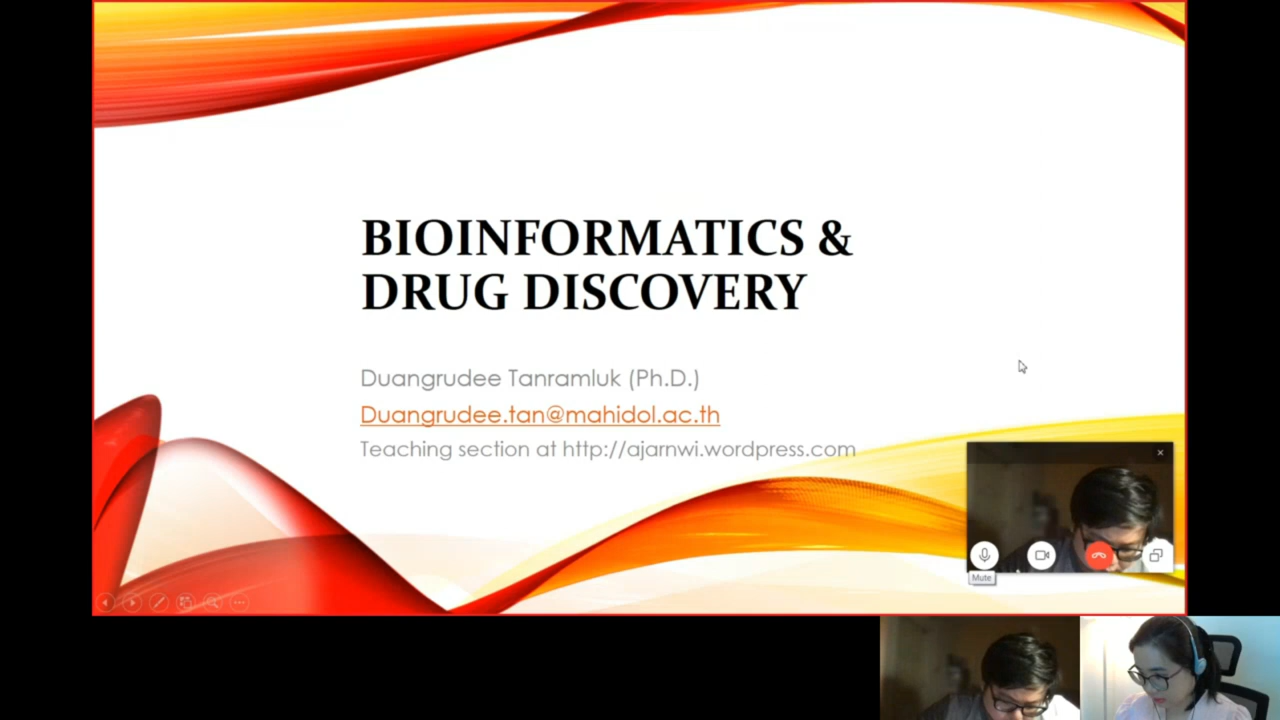 BIOINFORMATICS &
DRUG DISCOVERY
Duangrudee Tanramluk (Ph.D.)
Duangrudee.tan@mahidol.ac.th
Teaching section at http://ajarnwi.wordpress.com
Mute